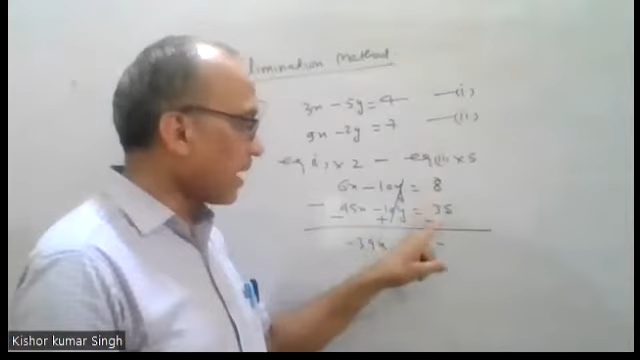 limination Method
3x - 5y = 4 — (i)
9x - 2y = 7 — (ii)
eq i, x 2 - eq (ii) x 5
6x - 10y = 8
- 45x - 10y = 35
- + -
-39x -
Kishor kumar Singh